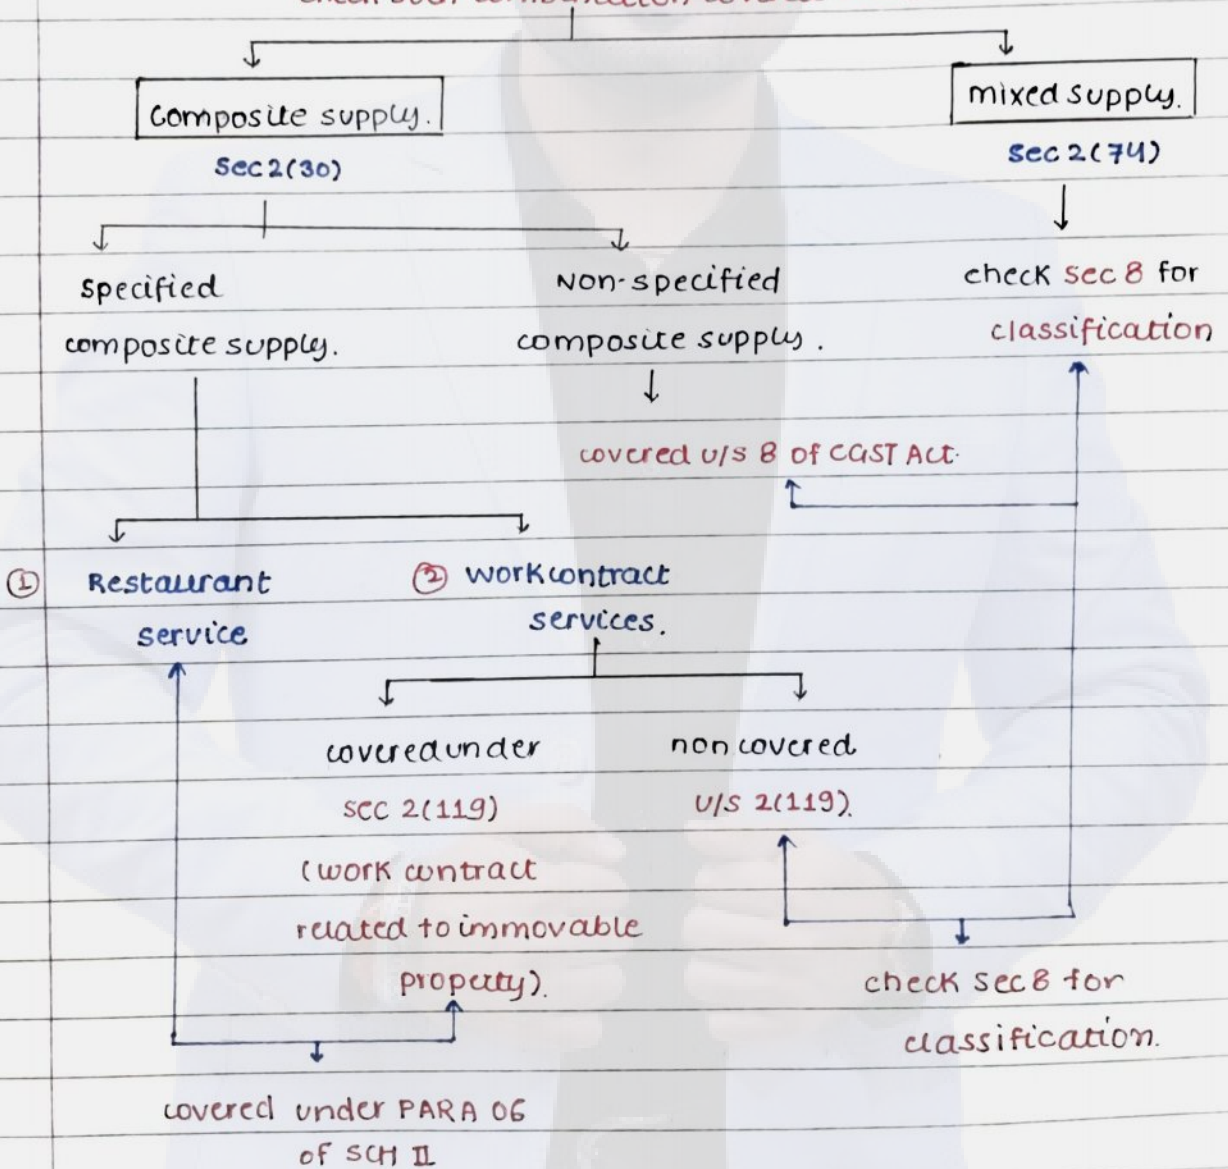 composite supply.
mixed supply.
sec 2(30)
sec 2(74)
specified
composite supply.
Non-specified
composite supply.
check sec 8 for
classification
covered u/s 8 of CGST Act.
① Restaurant
service
② work contract
services.
covered under
sec 2(119)
(work contract
related to immovable
property).
non covered
u/s 2(119).
check sec 8 for
classification.
covered under PARA 06
of SCH II